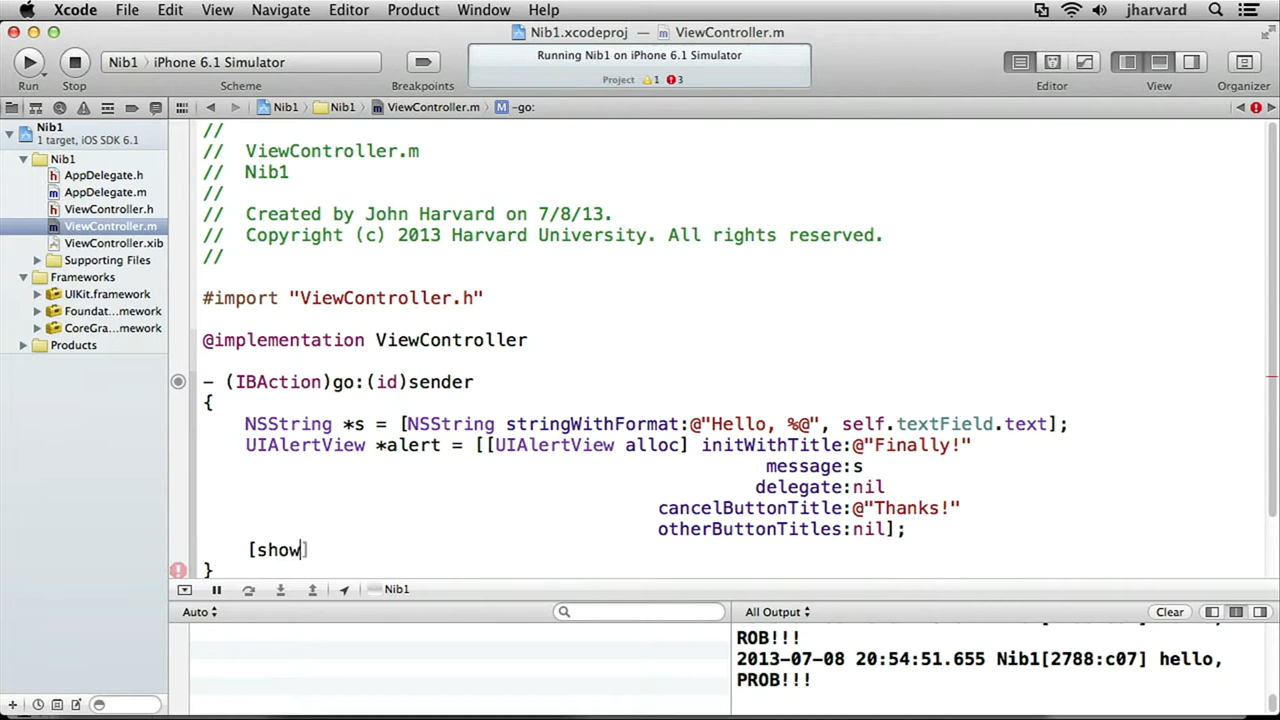 Xcode File Edit View Navigate Editor Product Window Help jharvard
Nib1.xcodeproj — ViewController.m
Nib1 iPhone 6.1 Simulator
Running Nib1 on iPhone 6.1 Simulator
Project 1 3
Run Stop Scheme Breakpoints Editor View Organizer
Nib1 Nib1 ViewController.m M -go:
Nib1
1 target, iOS SDK 6.1
Nib1
h AppDelegate.h
m AppDelegate.m
h ViewController.h
m ViewController.m
ViewController.xib
Supporting Files
Frameworks
UIKit.framework
Foundat...mework
CoreGra...mework
Products
//
// ViewController.m
// Nib1
//
// Created by John Harvard on 7/8/13.
// Copyright (c) 2013 Harvard University. All rights reserved.
//
#import "ViewController.h"
@implementation ViewController
- (IBAction)go:(id)sender
{
NSString *s = [NSString stringWithFormat:@"Hello, %@", self.textField.text];
UIAlertView *alert = [[UIAlertView alloc] initWithTitle:@"Finally!"
message:s
delegate:nil
cancelButtonTitle:@"Thanks!"
otherButtonTitles:nil];
[show]
}
Nib1
Auto All Output Clear
ROB!!!
2013-07-08 20:54:51.655 Nib1[2788:c07] hello,
PROB!!!